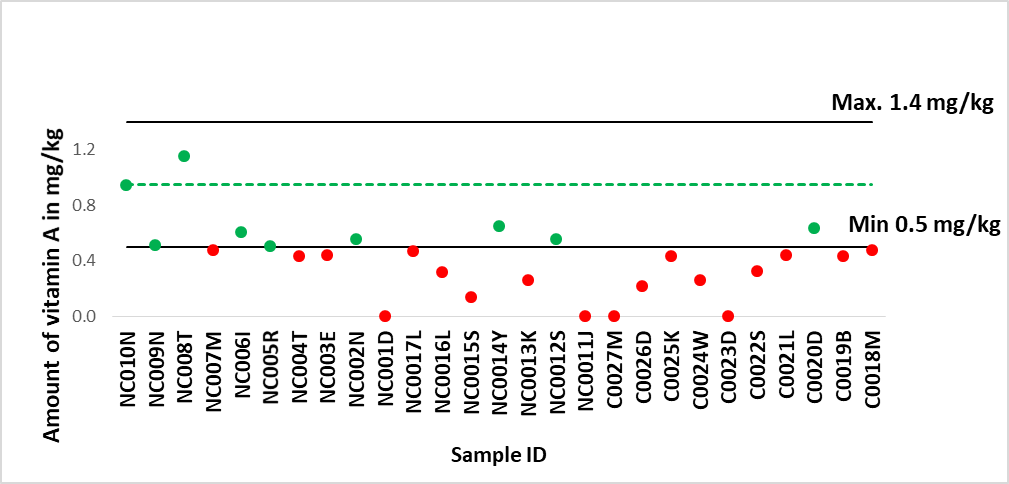 Max. 1.4 mg/kg
1.2
0.8
Min 0.5 mg/kg
0.4
0.0
Amount of vitamin A in mg/kg
NC010N
NC009N
NC008T
NC007M
NC006I
NC005R
NC004T
NC003E
NC002N
NC001D
NC0017L
NC0016L
NC0015S
NC0014Y
NC0013K
NC0012S
NC0011J
C0027M
C0026D
C0025K
C0024W
C0023D
C0022S
C0021L
C0020D
C0019B
C0018M
Sample ID